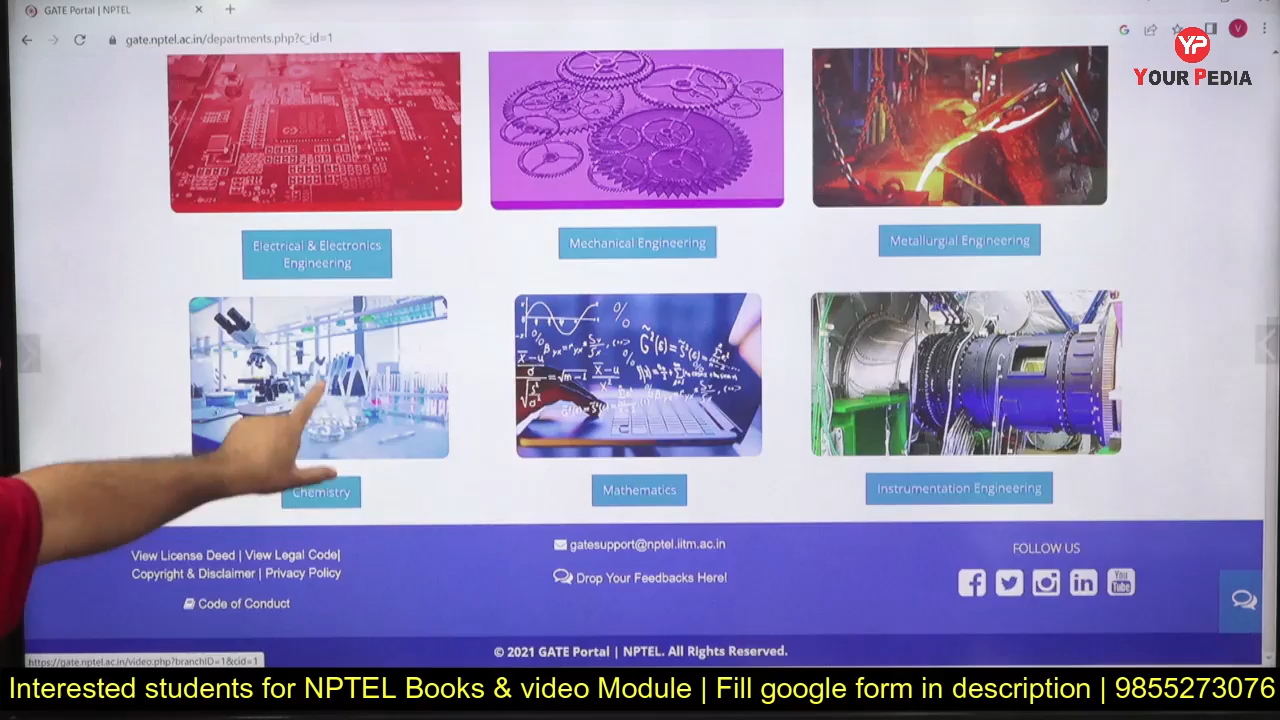 GATE Portal | NPTEL
gate.nptel.ac.in/departments.php?c_id=1
V
YP
YOUR PEDIA
Electrical & Electronics
Engineering
Mechanical Engineering
Metallurgial Engineering
Chemistry
Mathematics
Instrumentation Engineering
View License Deed | View Legal Code|
Copyright & Disclaimer | Privacy Policy
Code of Conduct
gatesupport@nptel.iitm.ac.in
Drop Your Feedbacks Here!
FOLLOW US
You
Tube
https://gate.nptel.ac.in/video.php?branchID=1&cid=1
© 2021 GATE Portal | NPTEL. All Rights Reserved.
Interested students for NPTEL Books & video Module | Fill google form in description | 9855273076